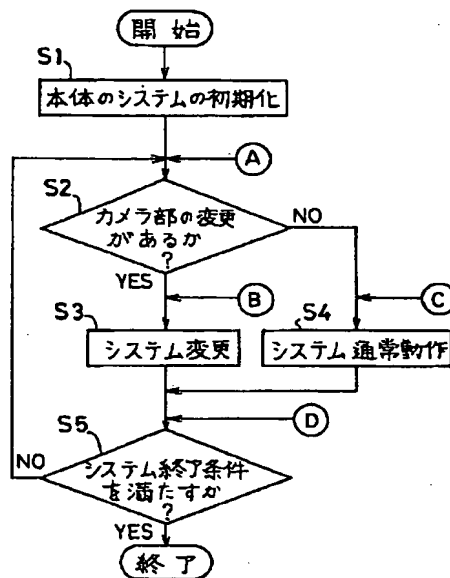 開始
S1
本体のシステムの初期化
A
S2
カメラ部の変更
があるか
?
NO
YES
B
C
S3
システム変更
S4
システム通常動作
D
S5
システム終了条件
を満たすか
?
NO
YES
終了